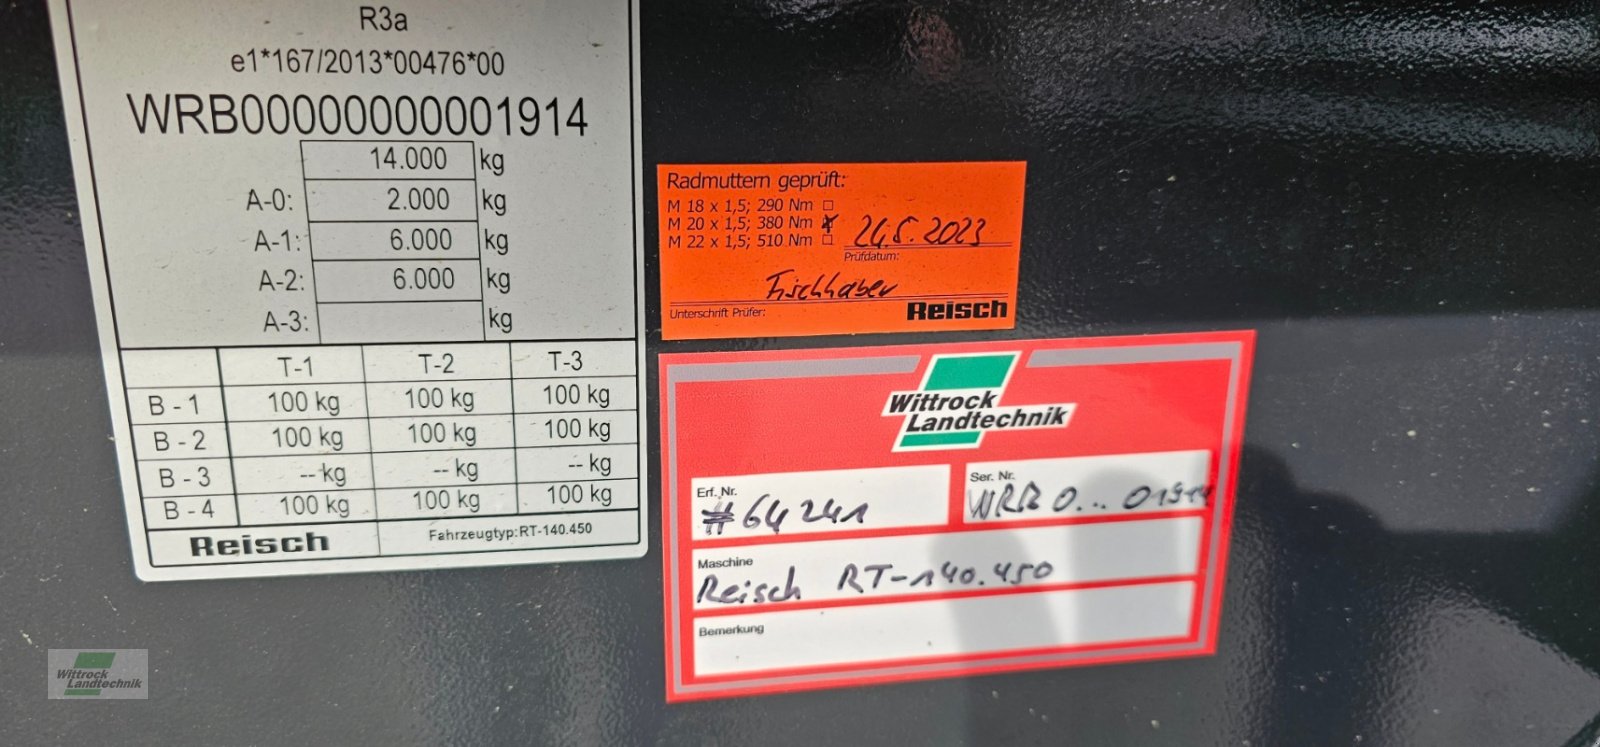 R3a
e1*167/2013*00476*00
WRB00000000001914
14.000 kg
A-0: 2.000 kg
A-1: 6.000 kg
A-2: 6.000 kg
A-3: kg
T-1 T-2 T-3
B - 1 100 kg 100 kg 100 kg
B - 2 100 kg 100 kg 100 kg
B - 3 -- kg -- kg -- kg
B - 4 100 kg 100 kg 100 kg
Reisch Fahrzeugtyp:RT-140.450
Radmuttern geprüft:
M 18 x 1,5; 290 Nm
M 20 x 1,5; 380 Nm
M 22 x 1,5; 510 Nm
24.5.2023
Prüfdatum:
Fischhaber
Unterschrift Prüfer:
Reisch
Wittrock
Landtechnik
Erf. Nr.
#64241
Ser. Nr.
WRB 0... 01914
Maschine
Reisch RT-140.450
Bemerkung
Wittrock
Landtechnik